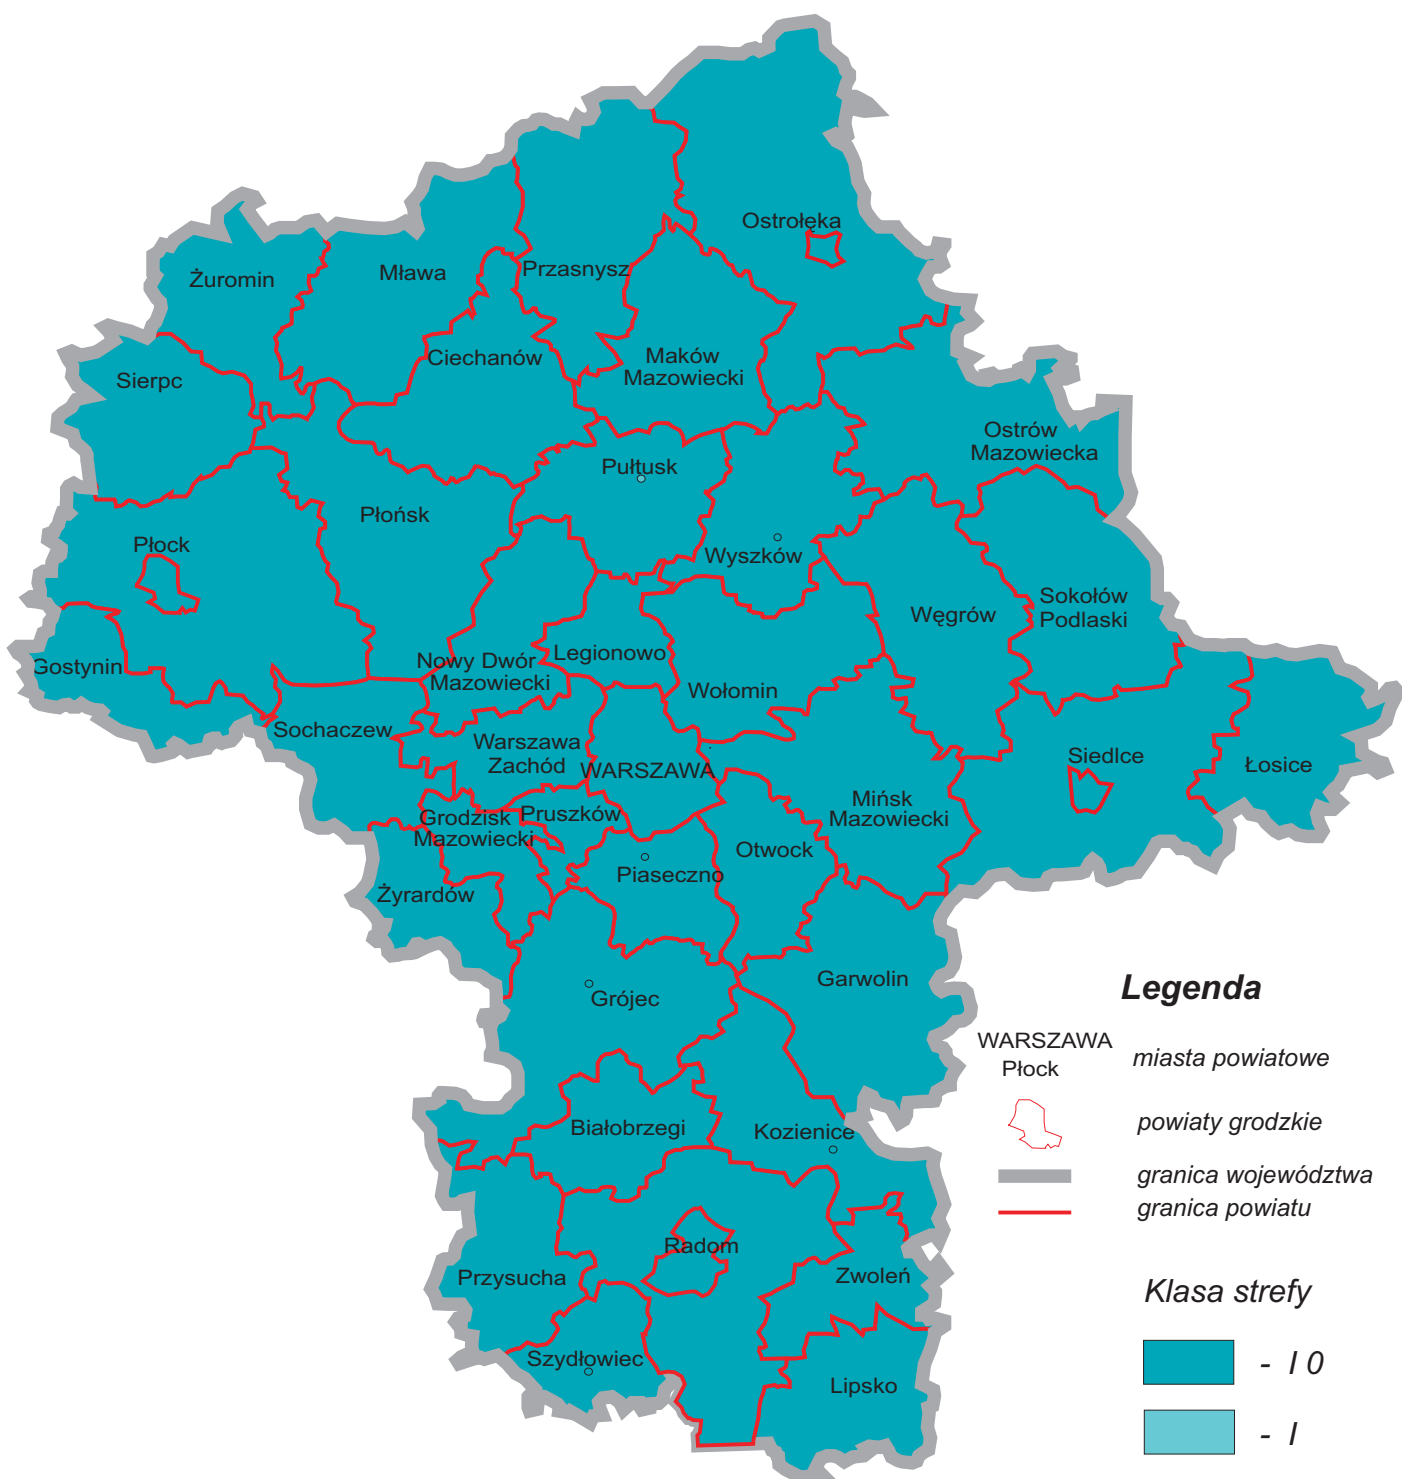 Ostrołęka
Żuromin
Mława
Przasnysz
Sierpc
Ciechanów
Maków
Mazowiecki
Ostrów
Mazowiecka
Pułtusk
Płońsk
Płock
Wyszków
Węgrów
Sokołów
Podlaski
Gostynin
Nowy Dwór
Mazowiecki
Legionowo
Wołomin
Sochaczew
Warszawa
Zachód
WARSZAWA
Siedlce
Łosice
Grodzisk
Mazowiecki
Pruszków
Mińsk
Mazowiecki
Otwock
Piaseczno
Żyrardów
Garwolin
Grójec
Białobrzegi
Kozienice
Radom
Przysucha
Zwoleń
Szydłowiec
Lipsko
Legenda
WARSZAWA
Płock
miasta powiatowe
powiaty grodzkie
granica województwa
granica powiatu
Klasa strefy
- I 0
- I